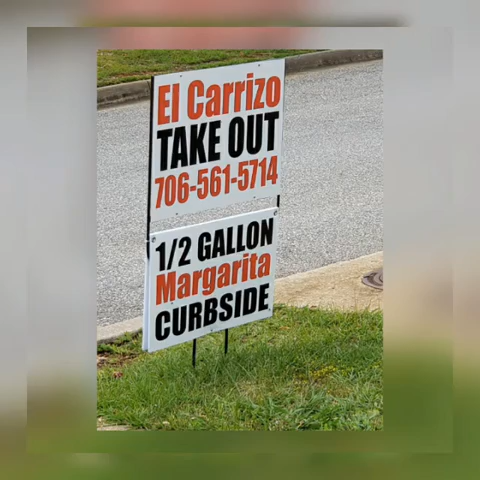 El Carrizo
TAKE OUT
706-561-5714
1/2 GALLON
Margarita
CURBSIDE